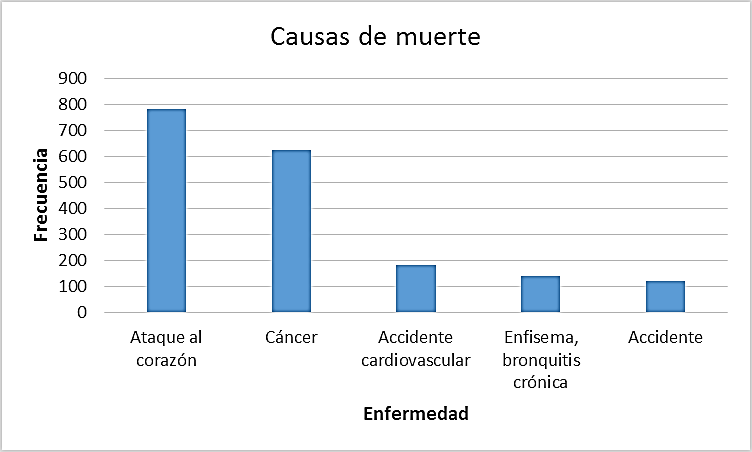 Causas de muerte
900
800
700
600
500
400
300
200
100
0
Frecuencia
Ataque al
corazón
Cáncer
Accidente
cardiovascular
Enfisema,
bronquitis
crónica
Accidente
Enfermedad